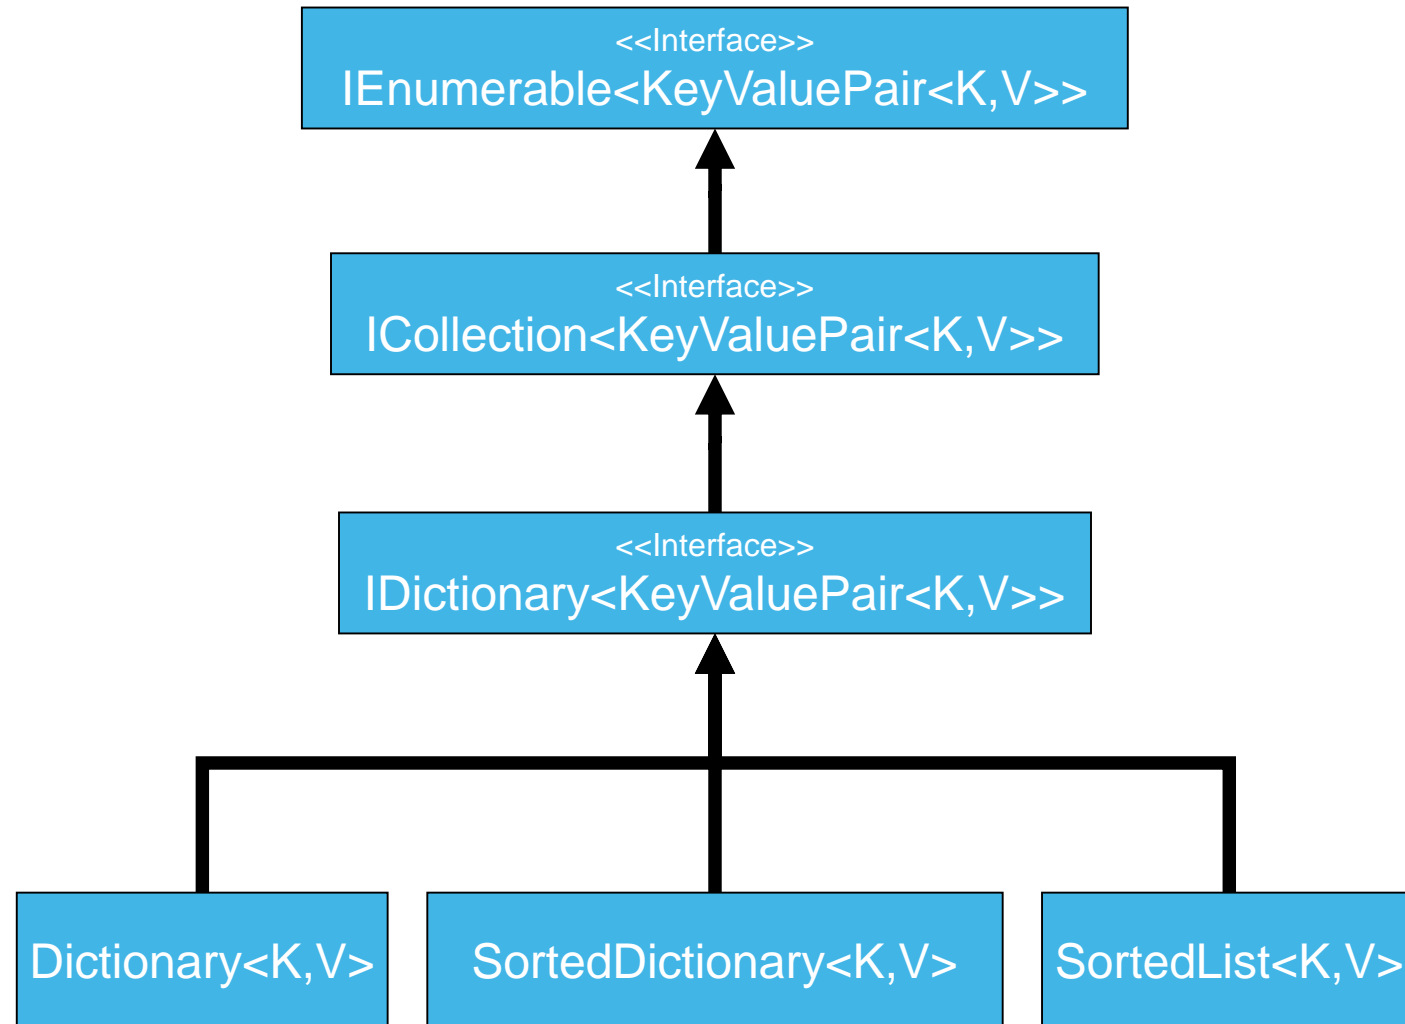 <<Interface>>
IEnumerable<KeyValuePair<K,V>>
<<Interface>>
ICollection<KeyValuePair<K,V>>
<<Interface>>
IDictionary<KeyValuePair<K,V>>
Dictionary<K,V>
SortedDictionary<K,V>
SortedList<K,V>